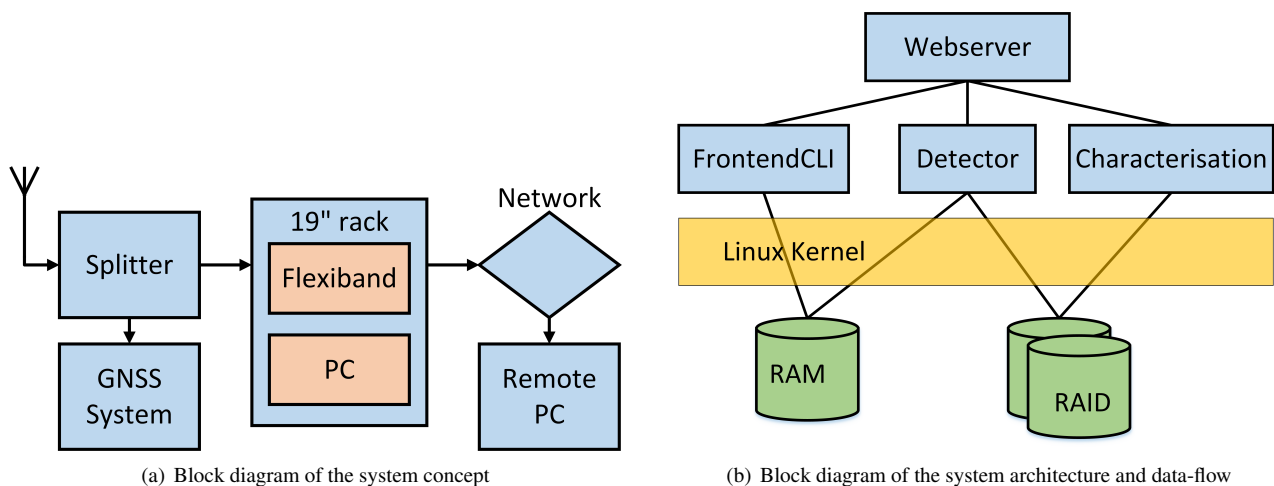 Splitter
GNSS
System
19" rack
Flexiband
PC
Network
Remote
PC
(a) Block diagram of the system concept
Webserver
FrontendCLI
Detector
Characterisation
Linux Kernel
RAM
RAID
(b) Block diagram of the system architecture and data-flow